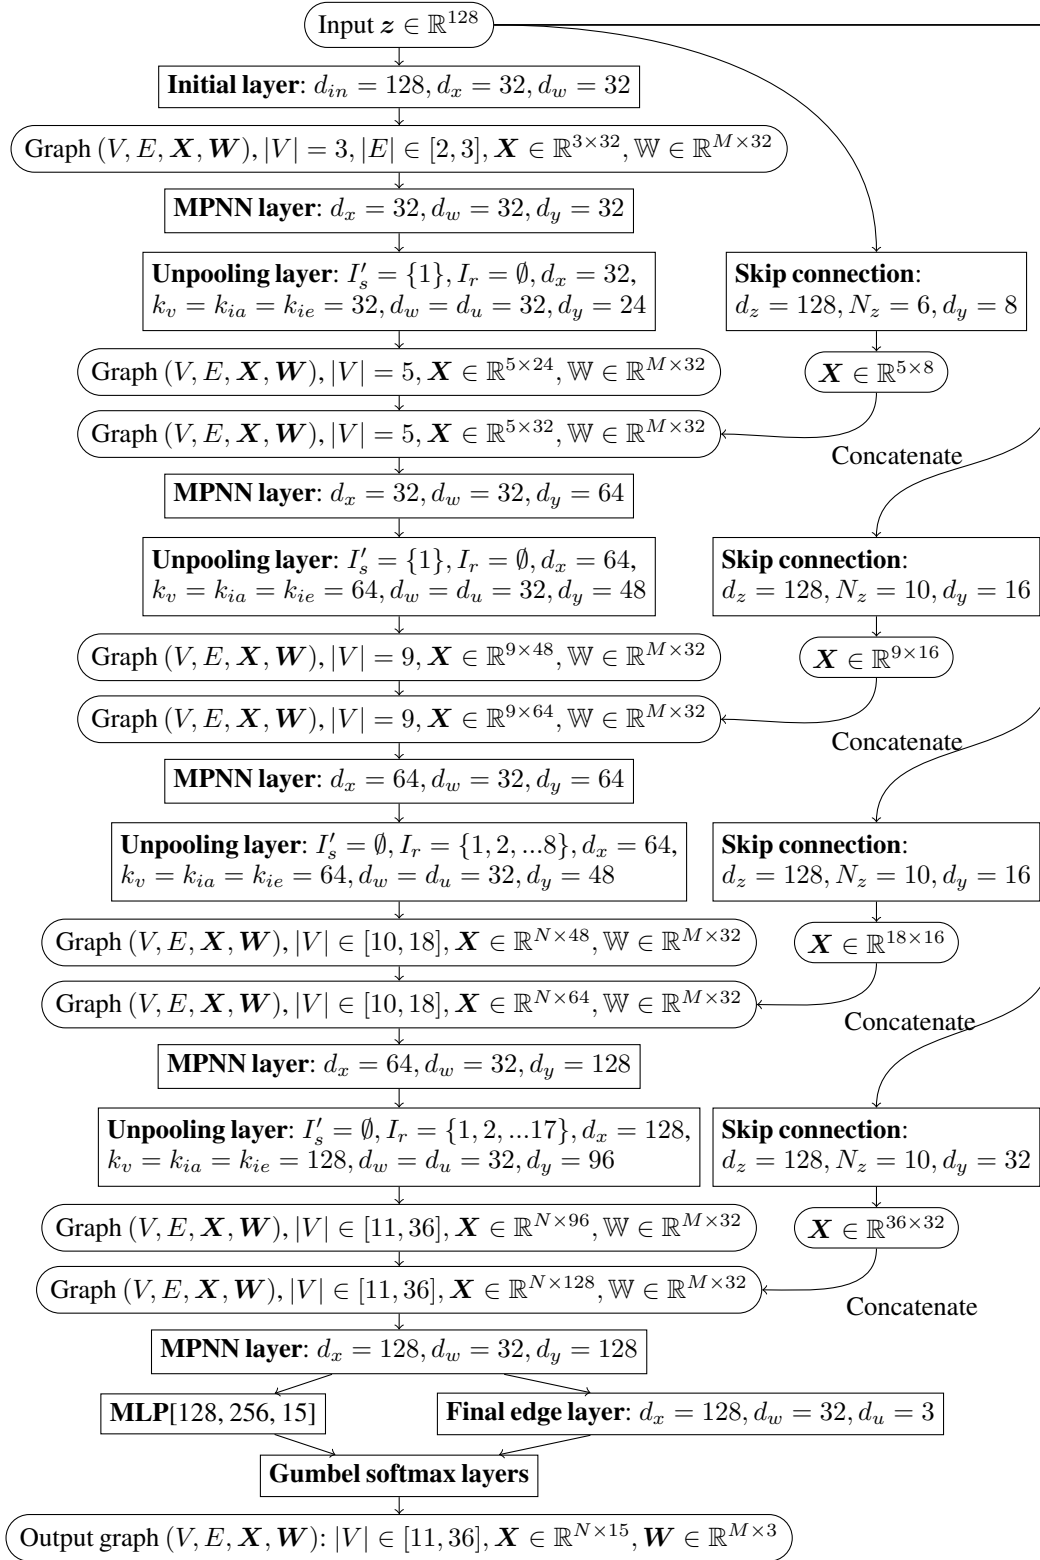 Input z ∈ ℝ^128
Initial layer: d_in = 128, d_x = 32, d_w = 32
Graph (V, E, X, W), |V| = 3, |E| ∈ [2, 3], X ∈ ℝ^{3×32}, 𝕎 ∈ ℝ^{M×32}
MPNN layer: d_x = 32, d_w = 32, d_y = 32
Unpooling layer: I′_s = {1}, I_r = ∅, d_x = 32,
k_v = k_ia = k_ie = 32, d_w = d_u = 32, d_y = 24
Skip connection:
d_z = 128, N_z = 6, d_y = 8
Graph (V, E, X, W), |V| = 5, X ∈ ℝ^{5×24}, 𝕎 ∈ ℝ^{M×32}
X ∈ ℝ^{5×8}
Graph (V, E, X, W), |V| = 5, X ∈ ℝ^{5×32}, 𝕎 ∈ ℝ^{M×32}
Concatenate
MPNN layer: d_x = 32, d_w = 32, d_y = 64
Unpooling layer: I′_s = {1}, I_r = ∅, d_x = 64,
k_v = k_ia = k_ie = 64, d_w = d_u = 32, d_y = 48
Skip connection:
d_z = 128, N_z = 10, d_y = 16
Graph (V, E, X, W), |V| = 9, X ∈ ℝ^{9×48}, 𝕎 ∈ ℝ^{M×32}
X ∈ ℝ^{9×16}
Graph (V, E, X, W), |V| = 9, X ∈ ℝ^{9×64}, 𝕎 ∈ ℝ^{M×32}
Concatenate
MPNN layer: d_x = 64, d_w = 32, d_y = 64
Unpooling layer: I′_s = ∅, I_r = {1, 2, ...8}, d_x = 64,
k_v = k_ia = k_ie = 64, d_w = d_u = 32, d_y = 48
Skip connection:
d_z = 128, N_z = 10, d_y = 16
Graph (V, E, X, W), |V| ∈ [10, 18], X ∈ ℝ^{N×48}, 𝕎 ∈ ℝ^{M×32}
X ∈ ℝ^{18×16}
Graph (V, E, X, W), |V| ∈ [10, 18], X ∈ ℝ^{N×64}, 𝕎 ∈ ℝ^{M×32}
Concatenate
MPNN layer: d_x = 64, d_w = 32, d_y = 128
Unpooling layer: I′_s = ∅, I_r = {1, 2, ...17}, d_x = 128,
k_v = k_ia = k_ie = 128, d_w = d_u = 32, d_y = 96
Skip connection:
d_z = 128, N_z = 10, d_y = 32
Graph (V, E, X, W), |V| ∈ [11, 36], X ∈ ℝ^{N×96}, 𝕎 ∈ ℝ^{M×32}
X ∈ ℝ^{36×32}
Graph (V, E, X, W), |V| ∈ [11, 36], X ∈ ℝ^{N×128}, 𝕎 ∈ ℝ^{M×32}
Concatenate
MPNN layer: d_x = 128, d_w = 32, d_y = 128
MLP[128, 256, 15]
Final edge layer: d_x = 128, d_w = 32, d_u = 3
Gumbel softmax layers
Output graph (V, E, X, W): |V| ∈ [11, 36], X ∈ ℝ^{N×15}, W ∈ ℝ^{M×3}